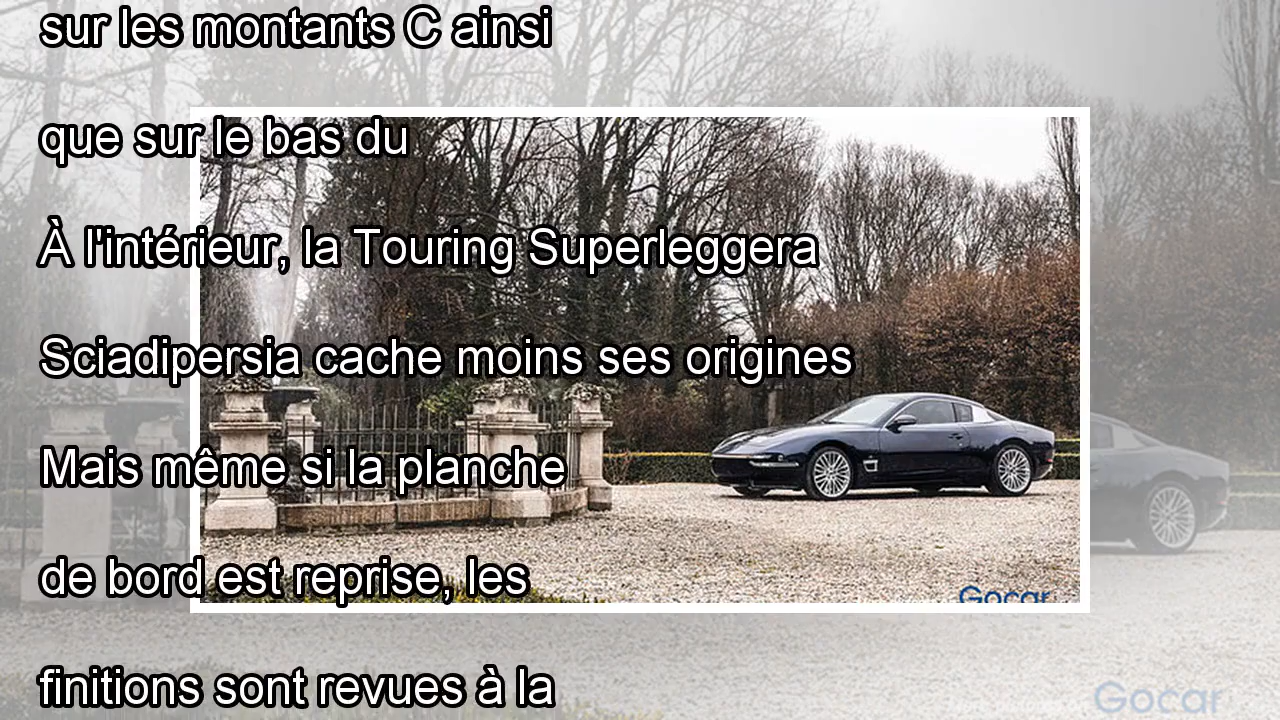 sur les montants C ainsi
que sur le bas du
À l'intérieur, la Touring Superleggera
Sciadipersia cache moins ses origines
Mais même si la planche
de bord est reprise, les
finitions sont revues à la
Gocar
Gocar